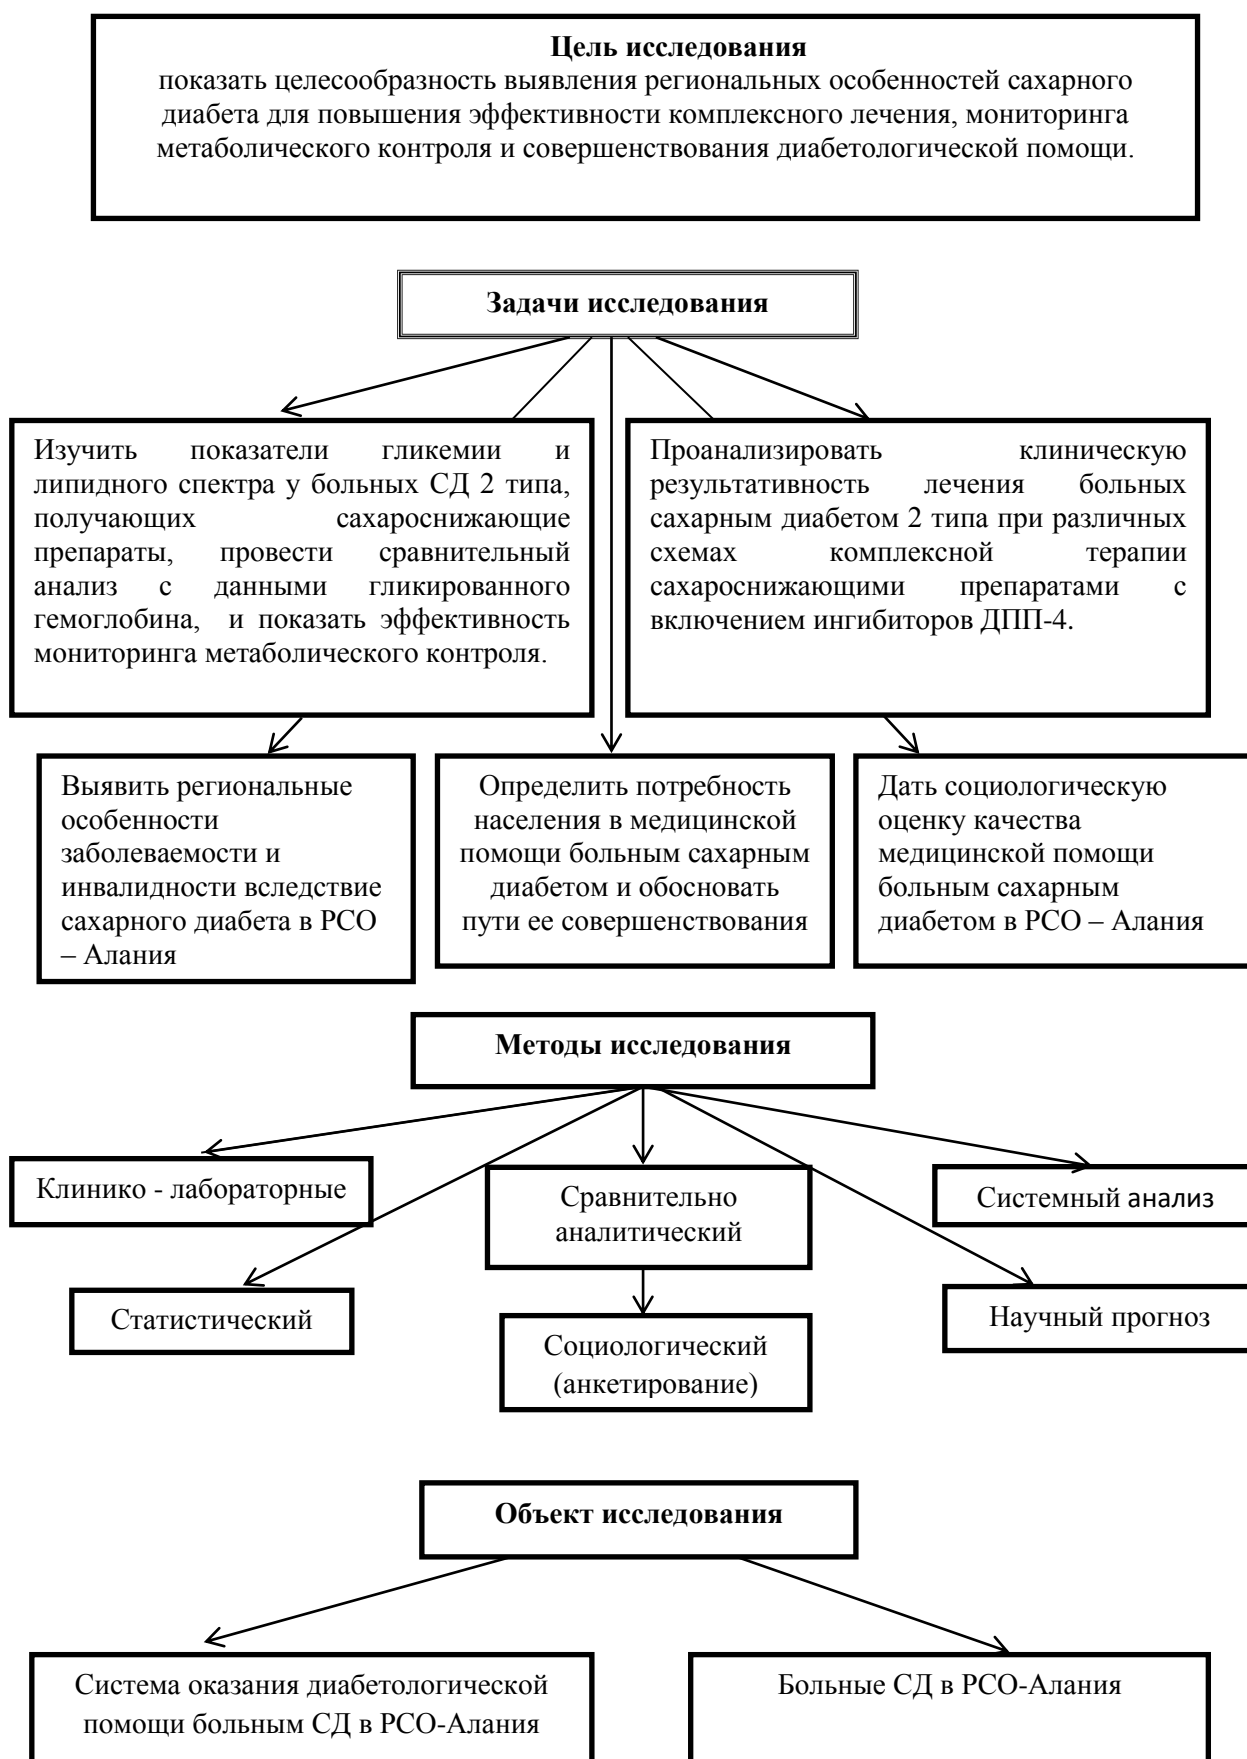 Цель исследования
показать целесообразность выявления региональных особенностей сахарного
диабета для повышения эффективности комплексного лечения, мониторинга
метаболического контроля и совершенствования диабетологической помощи.
Задачи исследования
Изучить показатели гликемии и
липидного спектра у больных СД 2 типа,
получающих сахароснижающие
препараты, провести сравнительный
анализ с данными гликированного
гемоглобина, и показать эффективность
мониторинга метаболического контроля.
Проанализировать клиническую
результативность лечения больных
сахарным диабетом 2 типа при различных
схемах комплексной терапии
сахароснижающими препаратами с
включением ингибиторов ДПП-4.
Выявить региональные
особенности
заболеваемости и
инвалидности вследствие
сахарного диабета в РСО
– Алания
Определить потребность
населения в медицинской
помощи больным сахарным
диабетом и обосновать
пути ее совершенствования
Дать социологическую
оценку качества
медицинской помощи
больным сахарным
диабетом в РСО – Алания
Методы исследования
Клинико - лабораторные
Сравнительно
аналитический
Системный анализ
Статистический
Социологический
(анкетирование)
Научный прогноз
Объект исследования
Система оказания диабетологической
помощи больным СД в РСО-Алания
Больные СД в РСО-Алания